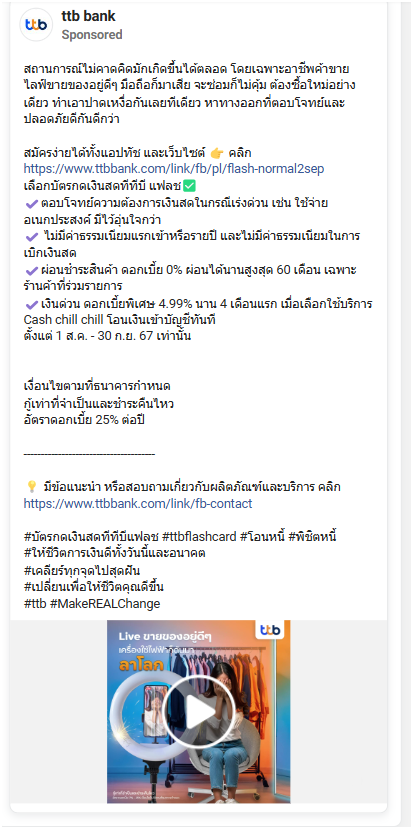 ttb bank
Sponsored
สถานการณ์ไม่คาดคิดมักเกิดขึ้นได้ตลอด โดยเฉพาะอาชีพค้าขาย
ไลฟ์ขายของอยู่ดีๆ มือถือก็มาเสีย จะซ่อมก็ไม่คุ้ม ต้องซื้อใหม่อย่าง
เดียว ทำเอาปาดเหงื่อกันเลยทีเดียว หาทางออกที่ตอบโจทย์และ
ปลอดภัยดีกันดีกว่า
สมัครง่ายได้ทั้งแอปทัช และเว็บไซต์ 👉 คลิก
https://www.ttbbank.com/link/fb/pl/flash-normal2sep
เลือกบัตรกดเงินสดทีทีบี แฟลช✅
✔ตอบโจทย์ความต้องการเงินสดในกรณีเร่งด่วน เช่น ใช้จ่าย
อเนกประสงค์ มีไว้อุ่นใจกว่า
✔ ไม่มีค่าธรรมเนียมแรกเข้าหรือรายปี และไม่มีค่าธรรมเนียมในการ
เบิกเงินสด
✔ผ่อนชำระสินค้า ดอกเบี้ย 0% ผ่อนได้นานสูงสุด 60 เดือน เฉพาะ
ร้านค้าที่ร่วมรายการ
✔เงินด่วน ดอกเบี้ยพิเศษ 4.99% นาน 4 เดือนแรก เมื่อเลือกใช้บริการ
Cash chill chill โอนเงินเข้าบัญชีทันที
ตั้งแต่ 1 ส.ค. - 30 ก.ย. 67 เท่านั้น
เงื่อนไขตามที่ธนาคารกำหนด
กู้เท่าที่จำเป็นและชำระคืนไหว
อัตราดอกเบี้ย 25% ต่อปี
--------------------------------------
💡 มีข้อแนะนำ หรือสอบถามเกี่ยวกับผลิตภัณฑ์และบริการ คลิก
https://www.ttbbank.com/link/fb-contact
#บัตรกดเงินสดทีทีบีแฟลช #ttbflashcard #โอนหนี้ #พิชิตหนี้
#ให้ชีวิตการเงินดีทั้งวันนี้และอนาคต
#เคลียร์ทุกจุดไปสุดฝัน
#เปลี่ยนเพื่อให้ชีวิตคุณดีขึ้น
#ttb #MakeREALChange
ttb
Live ขายของอยู่ดีๆ
เครื่องใช้ไฟฟ้าก็ดันมา
ลาโลก